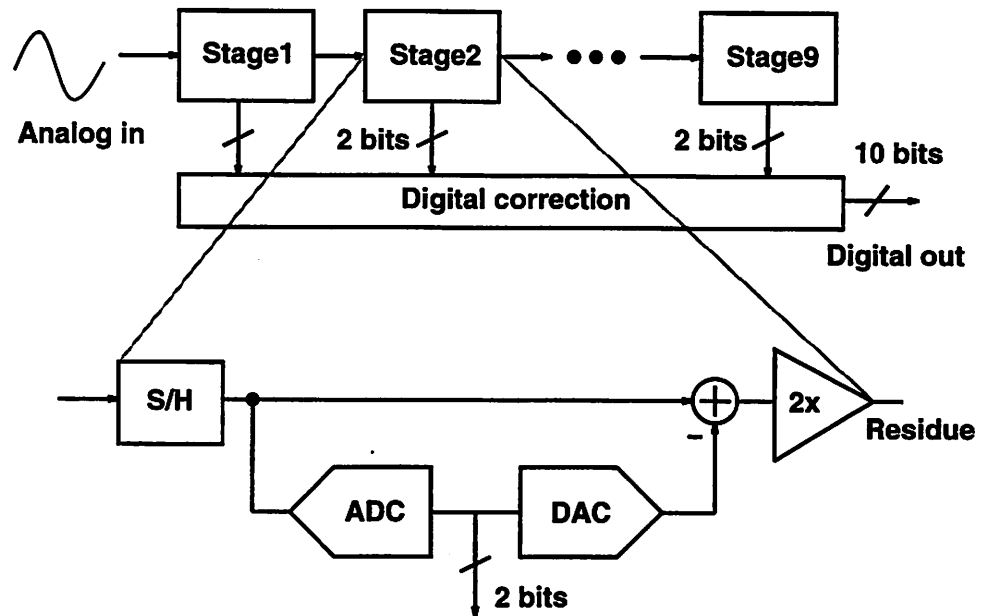 Stage1
Stage2
Stage9
Analog in
2 bits
2 bits
10 bits
Digital correction
Digital out
S/H
2x
Residue
-
ADC
DAC
2 bits